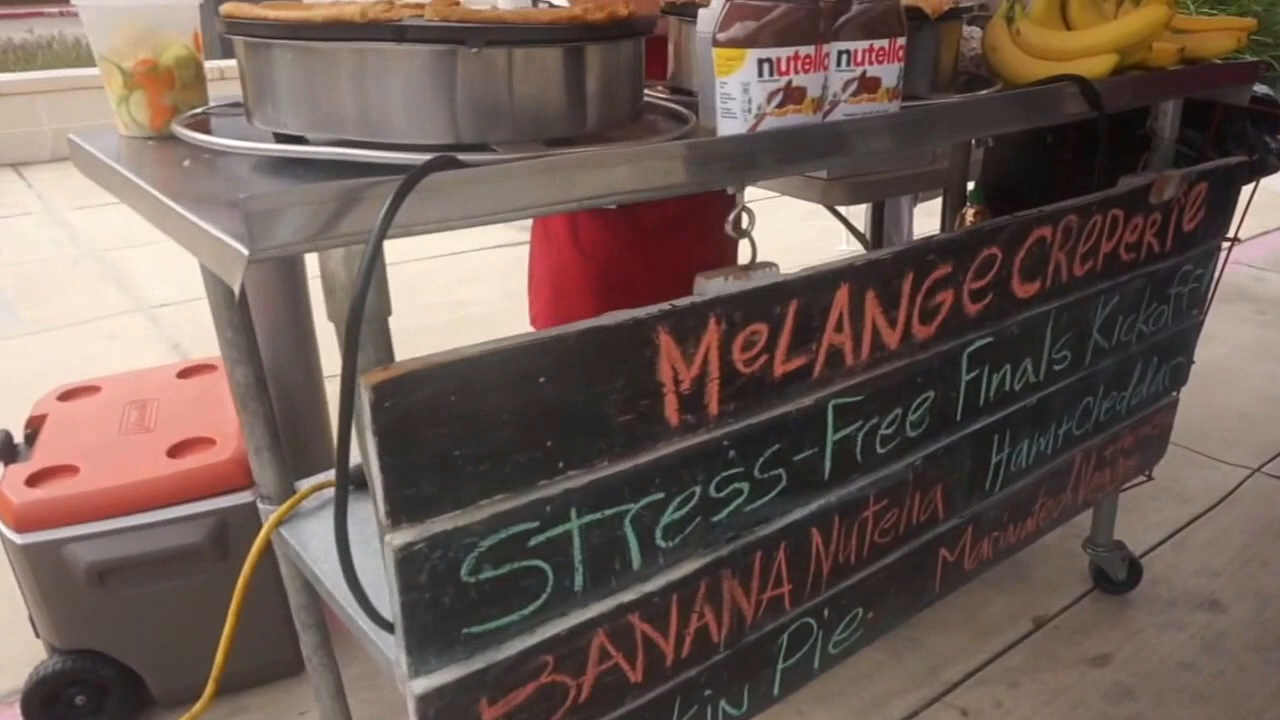 nutella nutella
MeLANGe CREPeRIe
STress-Free Finals Kickoff!
BANANA Nutella Ham+Cheddar
Pie. Marinated